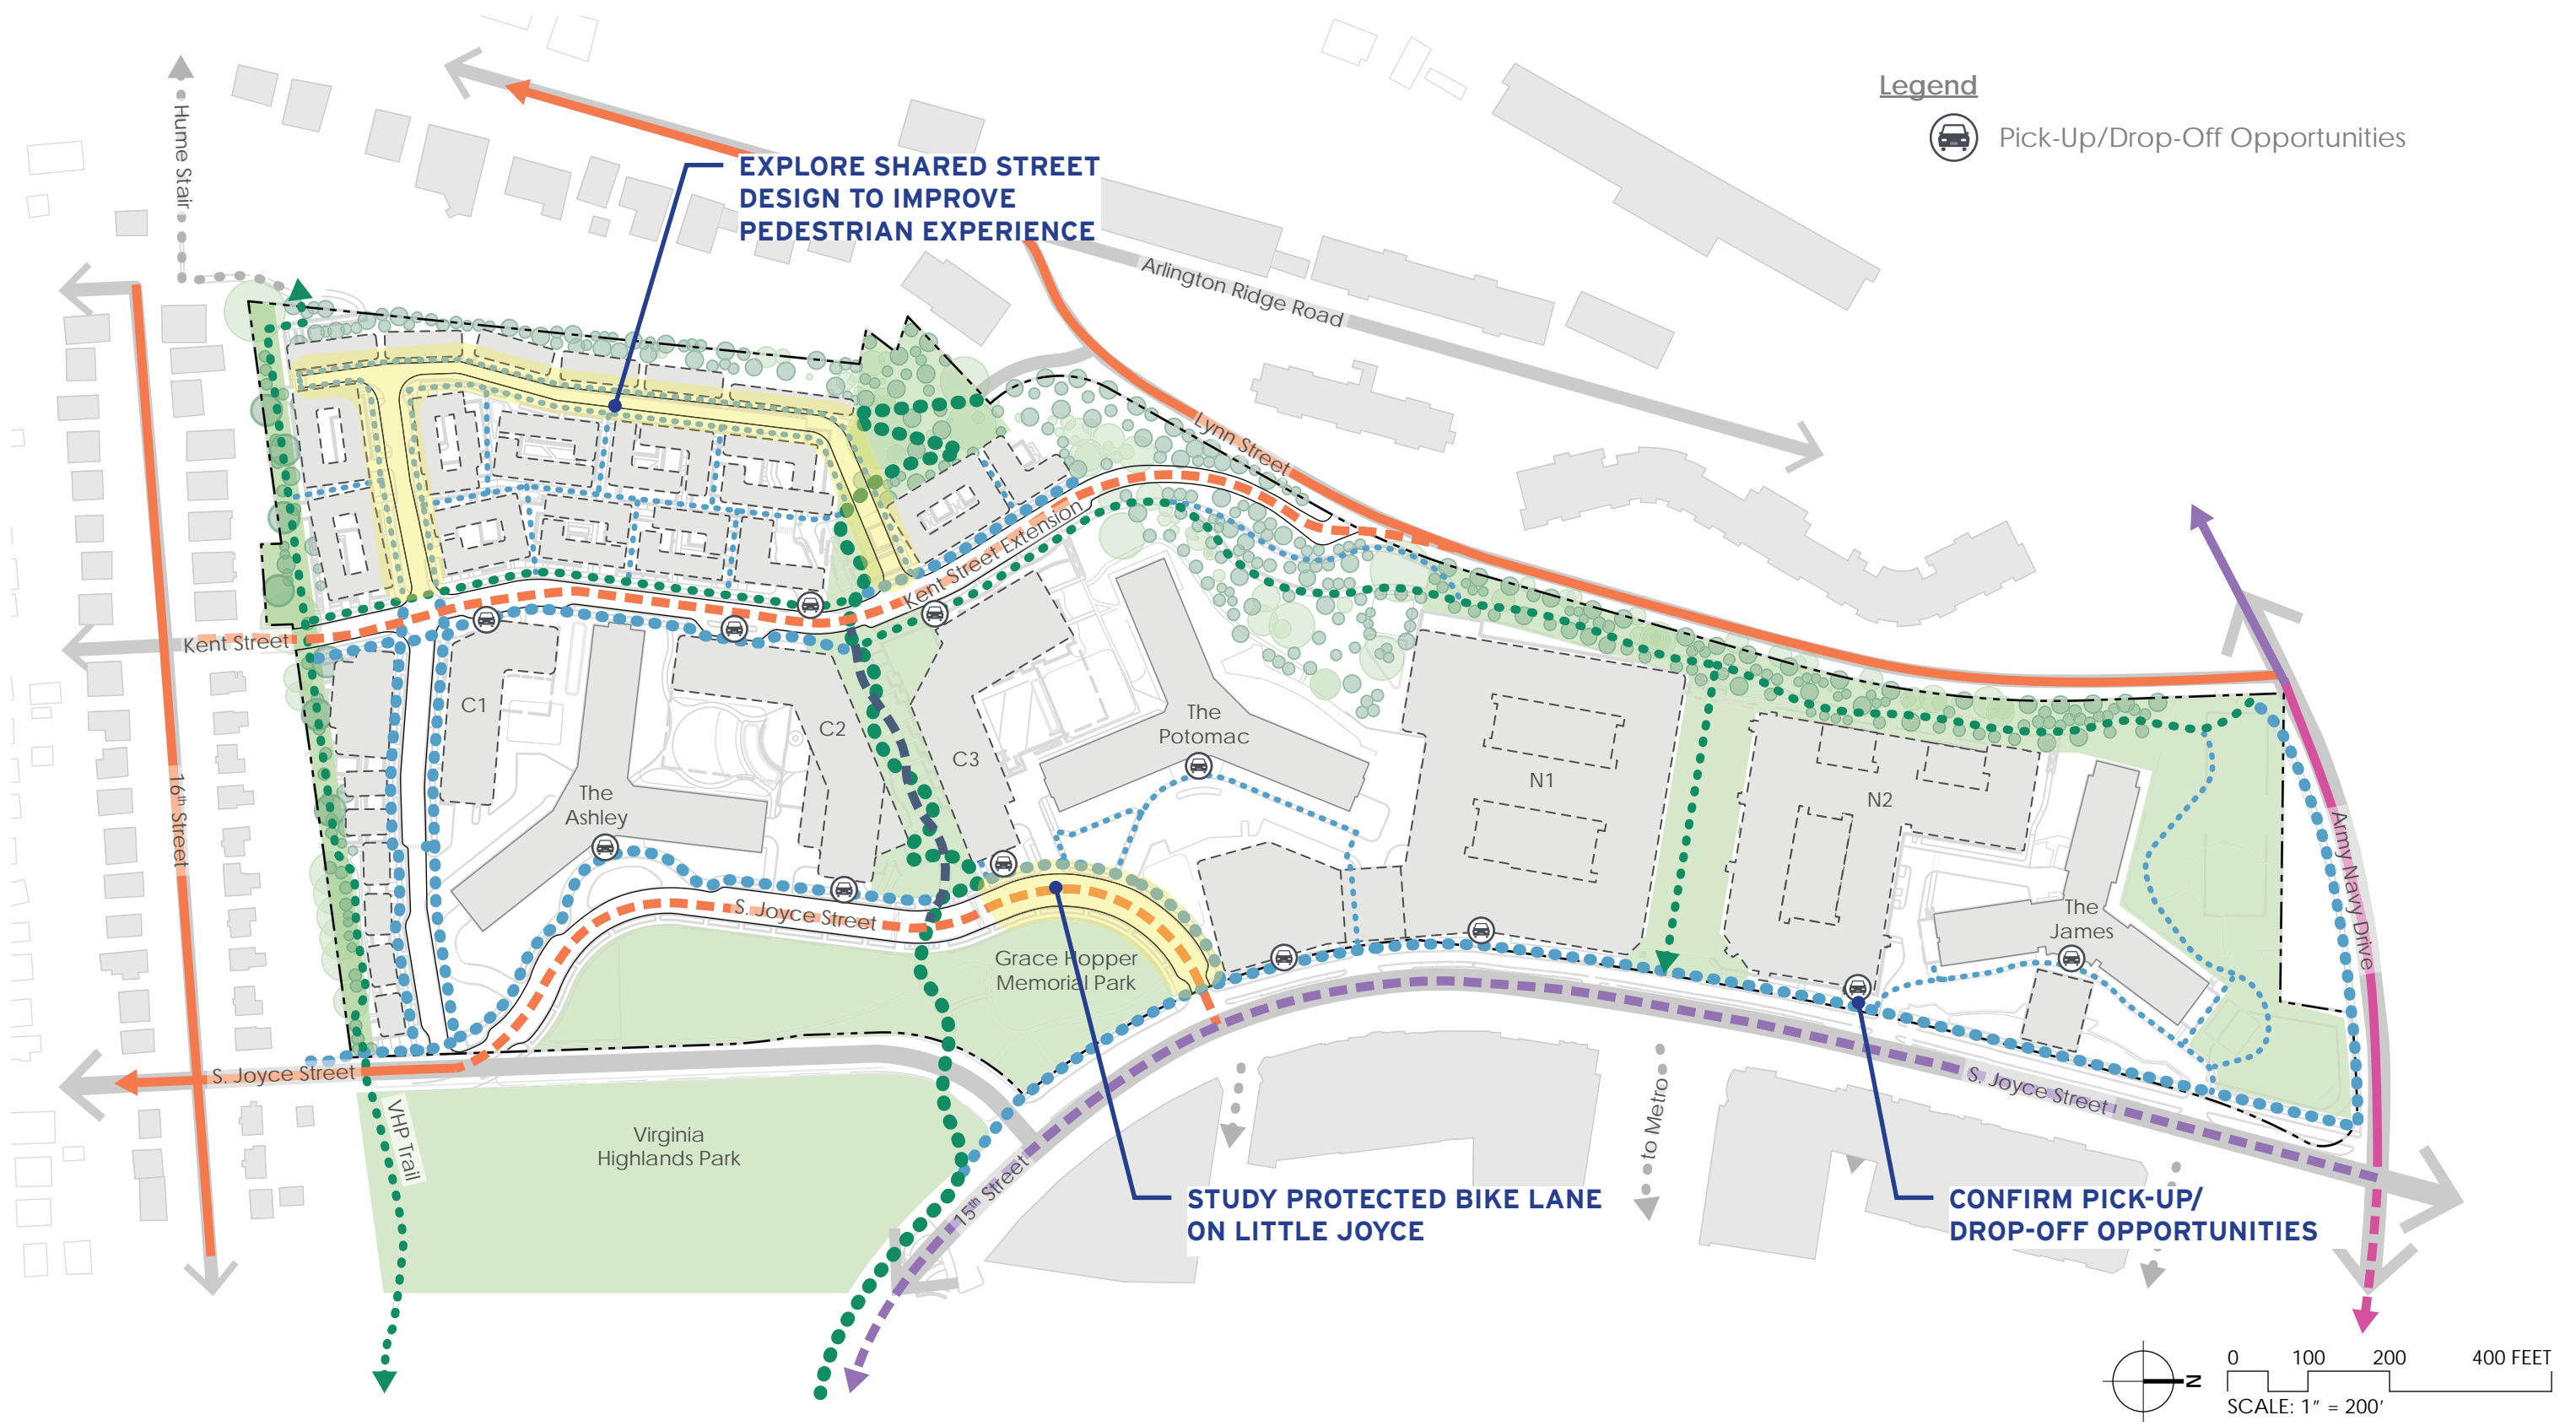 Legend
Pick-Up/Drop-Off Opportunities
Hume Stair
EXPLORE SHARED STREET
DESIGN TO IMPROVE
PEDESTRIAN EXPERIENCE
Arlington Ridge Road
Lynn Street
Kent Street Extension
Kent Street
C1
C2
C3
The
Potomac
The
Ashley
N1
N2
The
James
16th Street
Army Navy Drive
S. Joyce Street
Grace Hopper
Memorial Park
S. Joyce Street
S. Joyce Street
VHP Trail
Virginia
Highlands Park
15th Street
to Metro
STUDY PROTECTED BIKE LANE
ON LITTLE JOYCE
CONFIRM PICK-UP/
DROP-OFF OPPORTUNITIES
N
0 100 200 400 FEET
SCALE: 1" = 200'